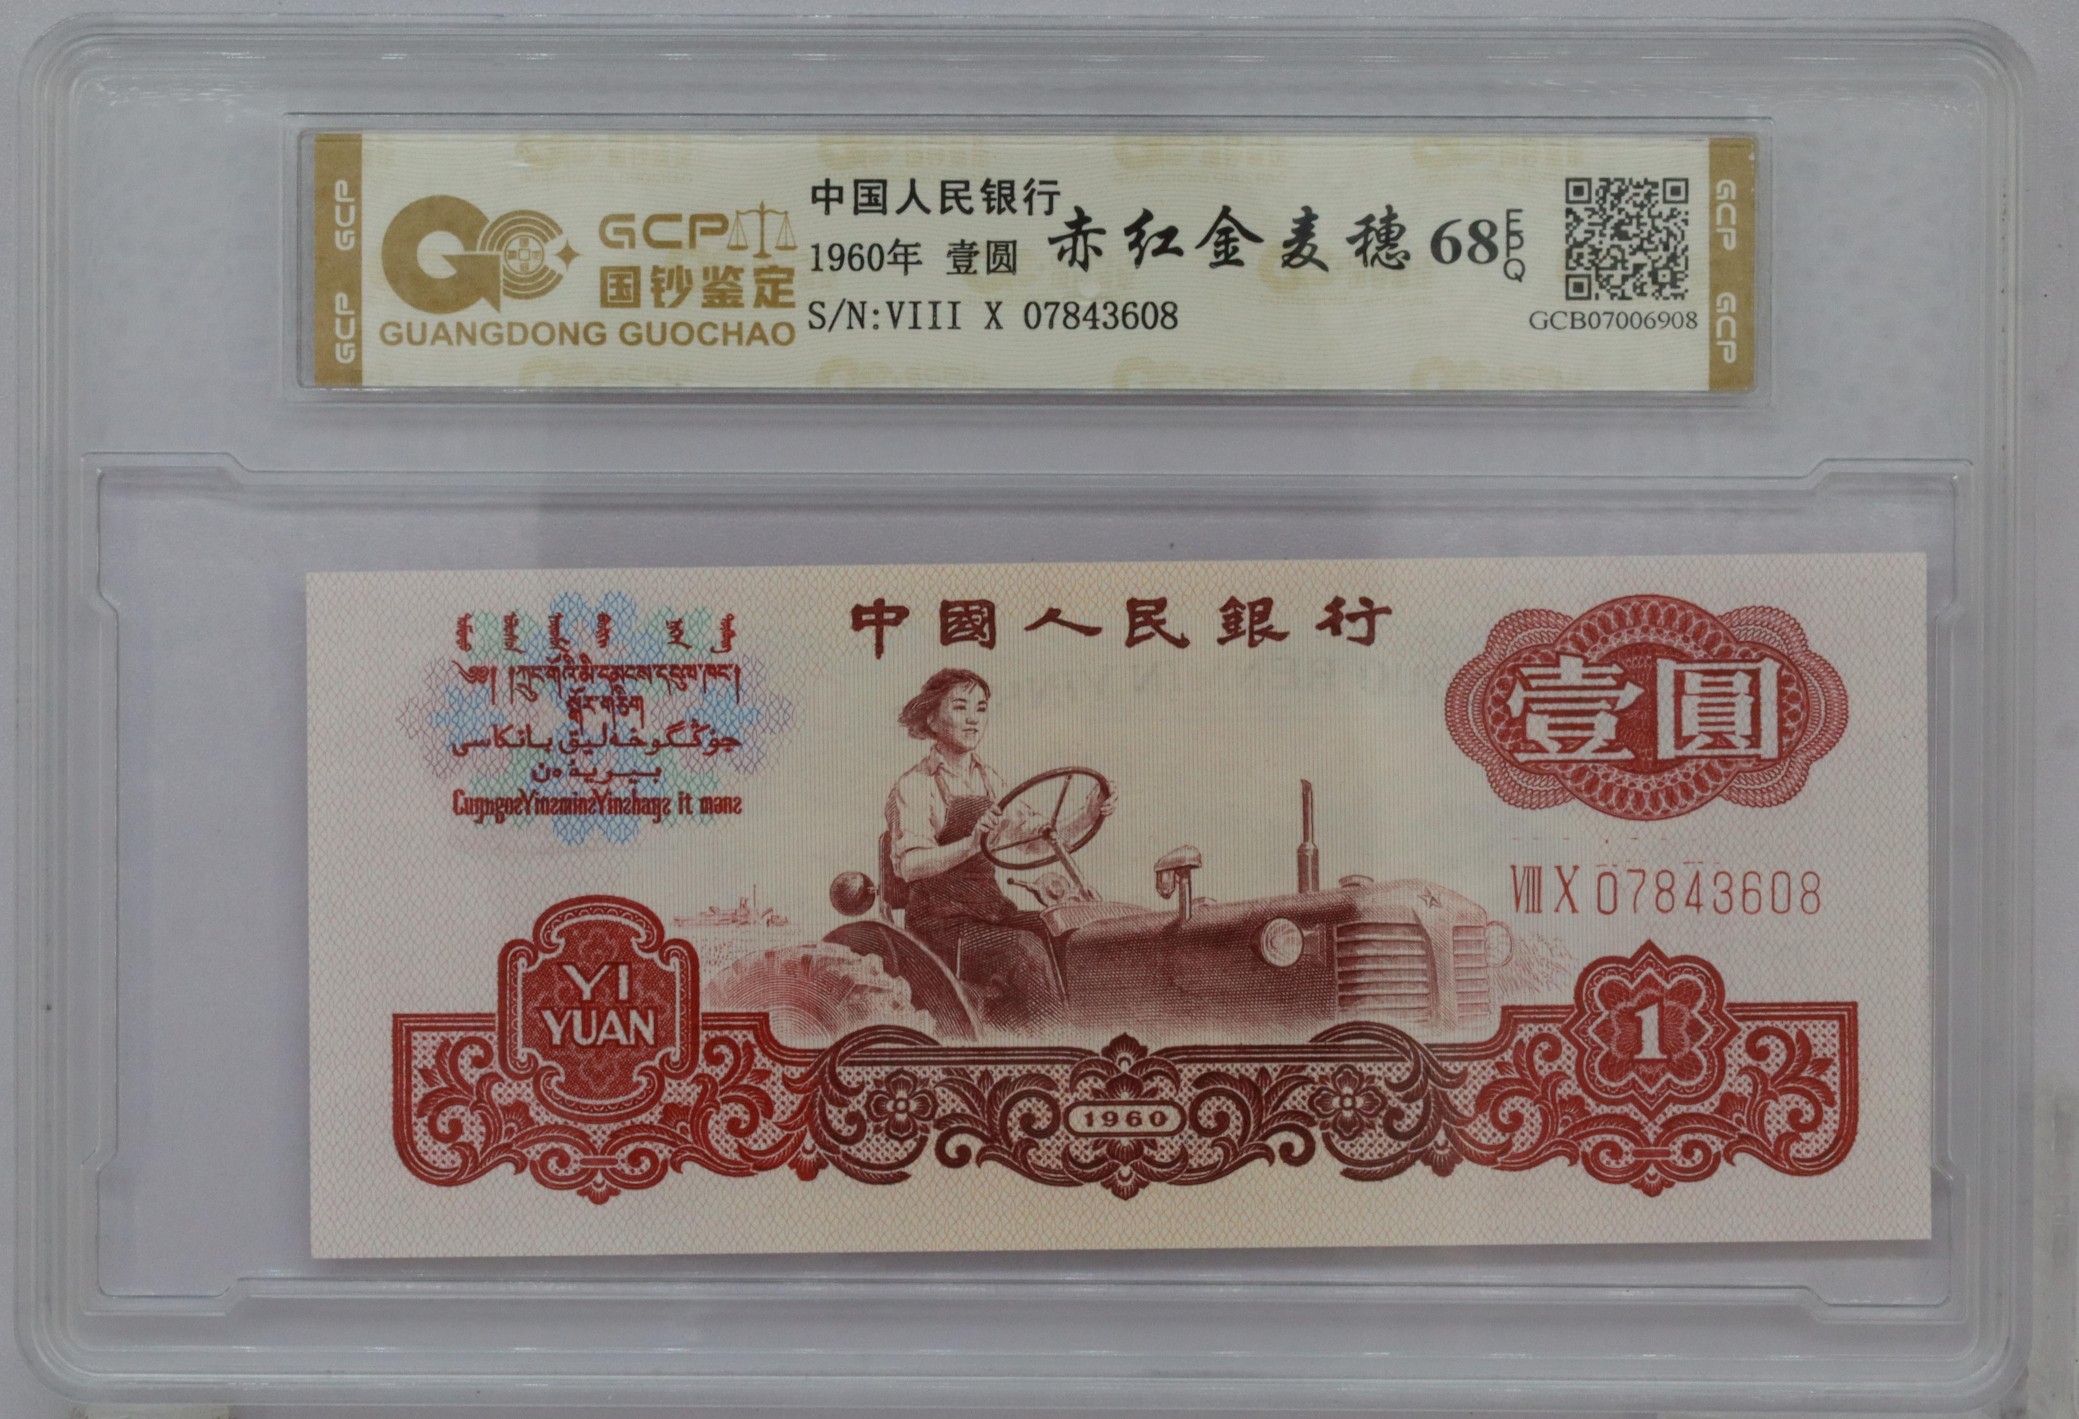 GCP
国钞鉴定
GUANGDONG GUOCHAO
中国人民银行
1960年 壹圆
赤红金麦穗
68 EPQ
S/N:VIII X 07843608
GCB07006908
GCP
GCP
GCP
GCP
中國人民銀行
壹圓
VIII X 07843608
YI
YUAN
1960
1